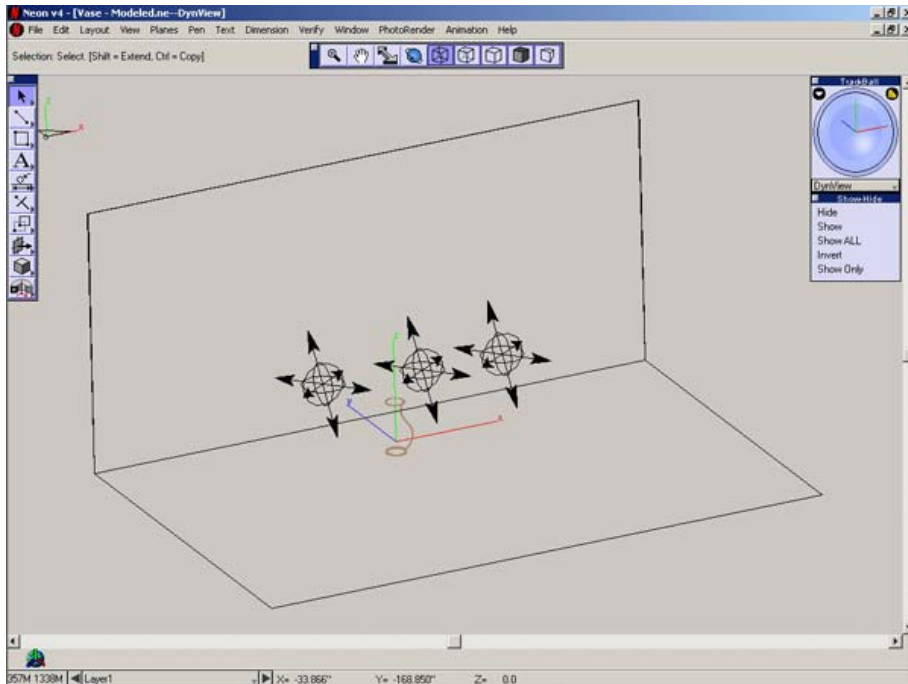 Neon v4 - [Vase - Modeled.ne--DynView]
File Edit Layout View Planes Pen Text Dimension Verify Window PhotoRender Animation Help
Selection: Select. [Shift = Extend, Ctrl = Copy]
TrackBall
DynView
Show-Hide
Hide
Show
Show ALL
Invert
Show Only
z
x
A
z
y
x
357M 1338M Layer1 X= -33.866" Y= -168.850" Z= 0.0